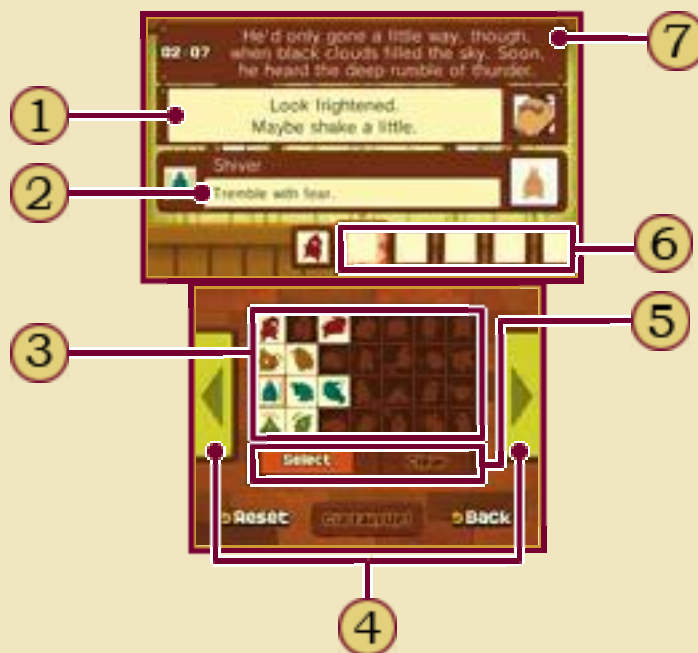 He'd only gone a little way, though,
02 07 when black clouds filled the sky. Soon,
he heard the deep rumble of thunder.
7
1
Look frightened.
Maybe shake a little.
Shiver
2
Tremble with fear.
6
5
3
Select
Reset
Back
4